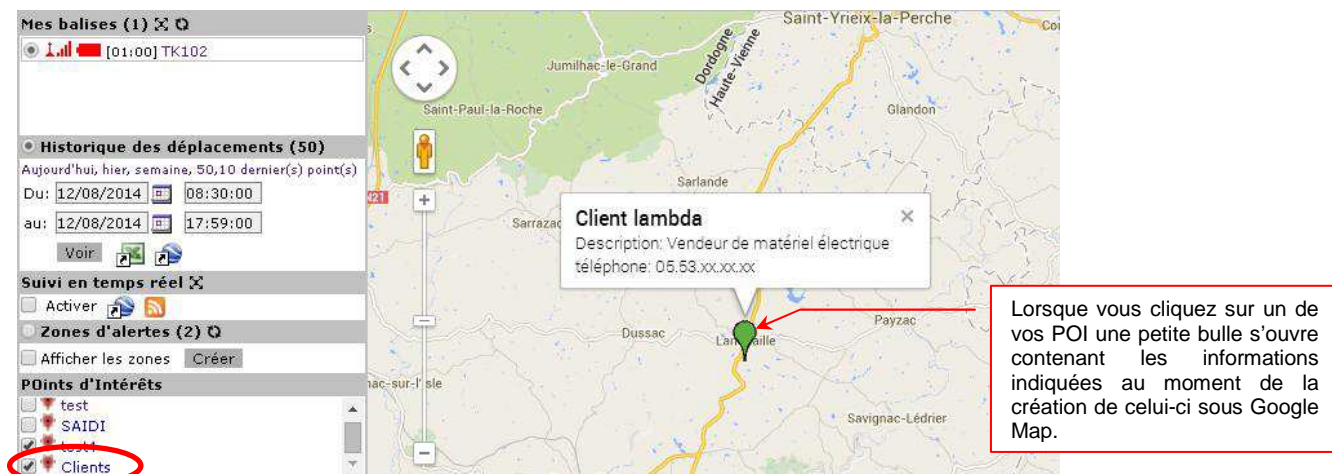 Mes balises (1)
[01:00] TK102
Historique des déplacements (50)
Aujourd'hui, hier, semaine, 50,10 dernier(s) point(s)
Du: 12/08/2014 08:30:00
au: 12/08/2014 17:59:00
Voir
Suivi en temps réel
Activer
Zones d'alertes (2)
Afficher les zones Créer
POints d'Intérêts
test
SAIDI
test1
Clients
Saint-Yrieix-la-Perche
Dordogne
Haute-Vienne
Jumilhac-le-Grand
Saint-Paul-la-Roche
Glandon
Sarlande
N21
Sarrazac
Client lambda
Description: Vendeur de matériel électrique
téléphone: 05.53.xx.xx.xx
Dussac
Payzac
nac-sur-l'Isle
Savignac-Lédrier
Lorsque vous cliquez sur un de
vos POI une petite bulle s'ouvre
contenant les informations
indiquées au moment de la
création de celui-ci sous Google
Map.